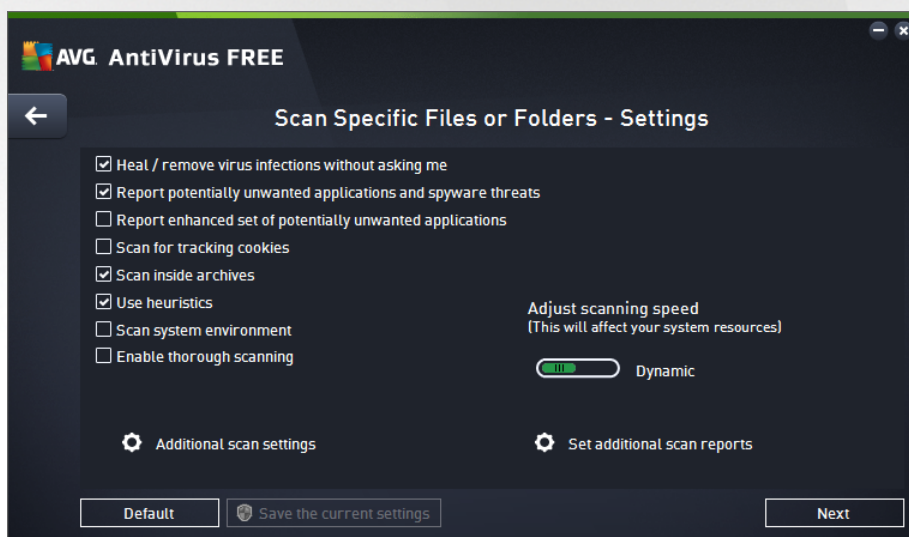 AVG. AntiVirus FREE
Scan Specific Files or Folders - Settings
Heal / remove virus infections without asking me
Report potentially unwanted applications and spyware threats
Report enhanced set of potentially unwanted applications
Scan for tracking cookies
Scan inside archives
Use heuristics
Scan system environment
Enable thorough scanning
Adjust scanning speed
(This will affect your system resources)
Dynamic
Additional scan settings
Set additional scan reports
Default
Save the current settings
Next